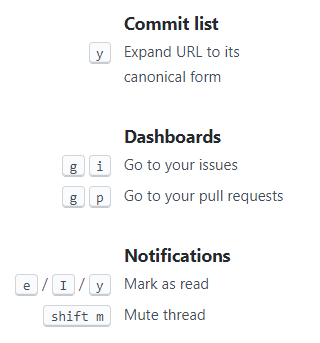 Commit list
y Expand URL to its
canonical form
Dashboards
g i Go to your issues
g p Go to your pull requests
Notifications
e / I / y Mark as read
shift m Mute thread